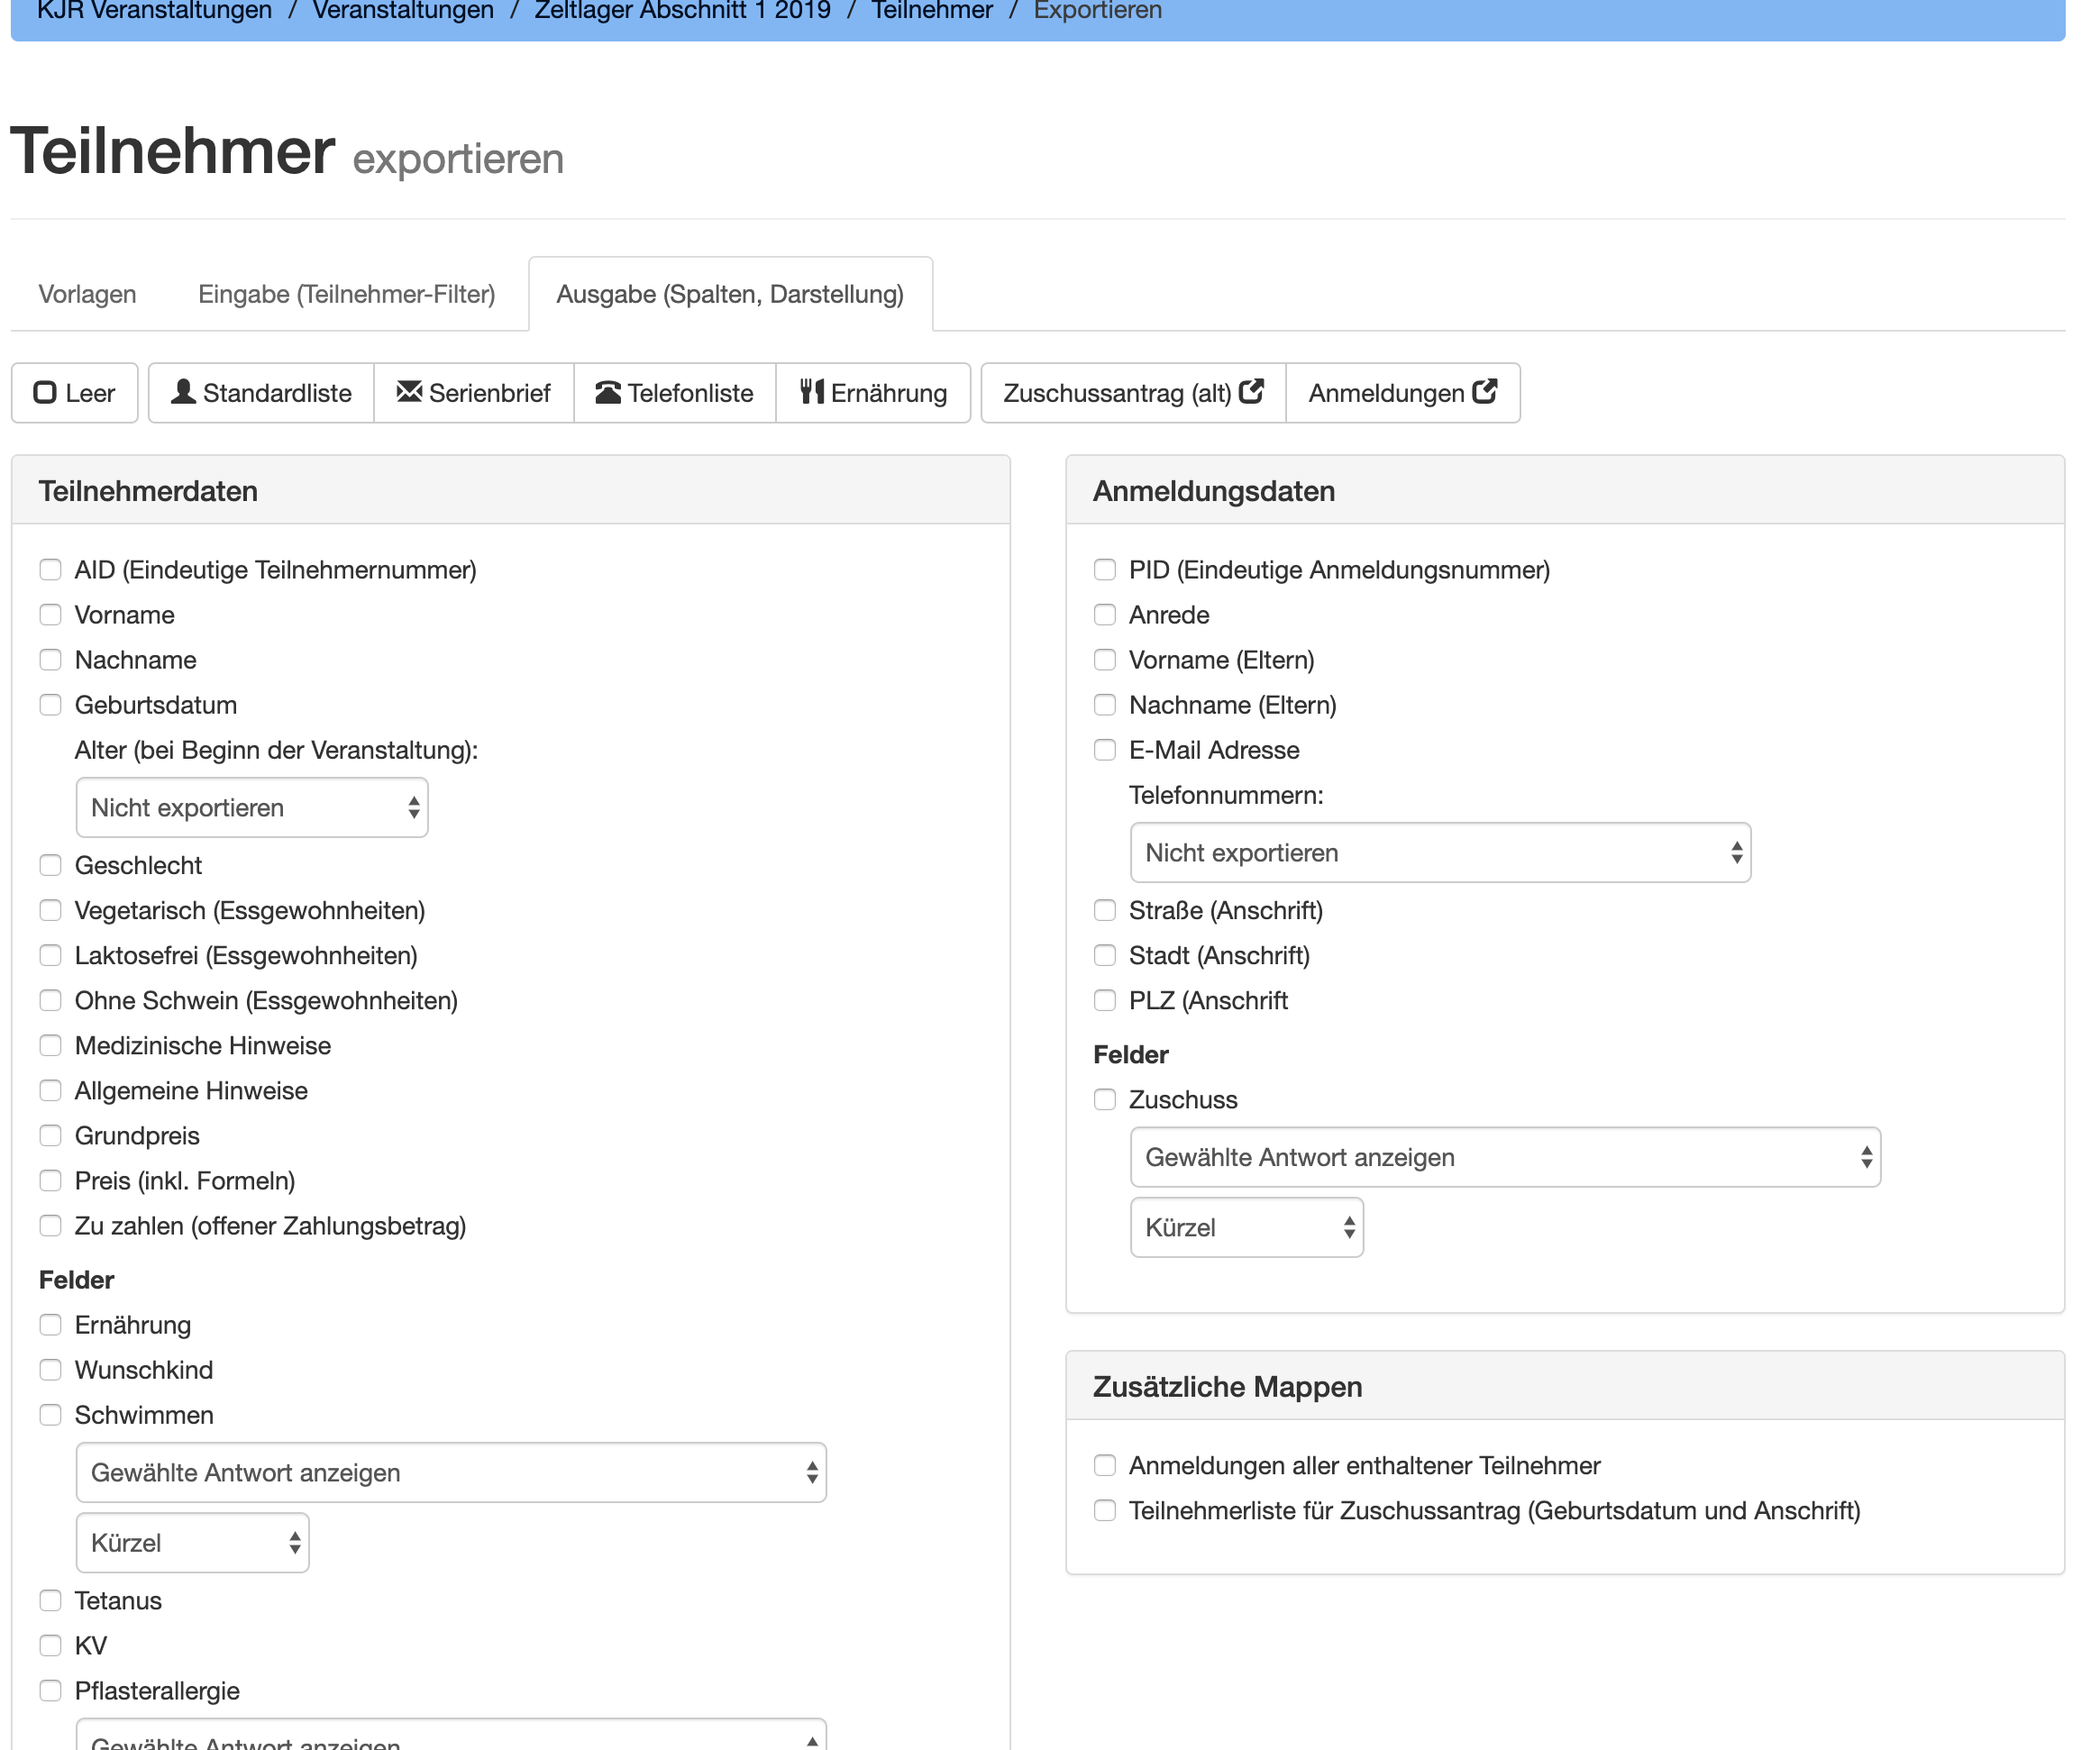 KJR Veranstaltungen / Veranstaltungen / Zeltlager Abschnitt 1 2019 / Teilnehmer / Exportieren
Teilnehmer exportieren
Vorlagen Eingabe (Teilnehmer-Filter) Ausgabe (Spalten, Darstellung)
Leer Standardliste Serienbrief Telefonliste Ernährung Zuschussantrag (alt) Anmeldungen
Teilnehmerdaten
AID (Eindeutige Teilnehmernummer)
Vorname
Nachname
Geburtsdatum
Alter (bei Beginn der Veranstaltung):
Nicht exportieren
Geschlecht
Vegetarisch (Essgewohnheiten)
Laktosefrei (Essgewohnheiten)
Ohne Schwein (Essgewohnheiten)
Medizinische Hinweise
Allgemeine Hinweise
Grundpreis
Preis (inkl. Formeln)
Zu zahlen (offener Zahlungsbetrag)
Felder
Ernährung
Wunschkind
Schwimmen
Gewählte Antwort anzeigen
Kürzel
Tetanus
KV
Pflasterallergie
Gewählte Antwort anzeigen
Anmeldungsdaten
PID (Eindeutige Anmeldungsnummer)
Anrede
Vorname (Eltern)
Nachname (Eltern)
E-Mail Adresse
Telefonnummern:
Nicht exportieren
Straße (Anschrift)
Stadt (Anschrift)
PLZ (Anschrift
Felder
Zuschuss
Gewählte Antwort anzeigen
Kürzel
Zusätzliche Mappen
Anmeldungen aller enthaltener Teilnehmer
Teilnehmerliste für Zuschussantrag (Geburtsdatum und Anschrift)